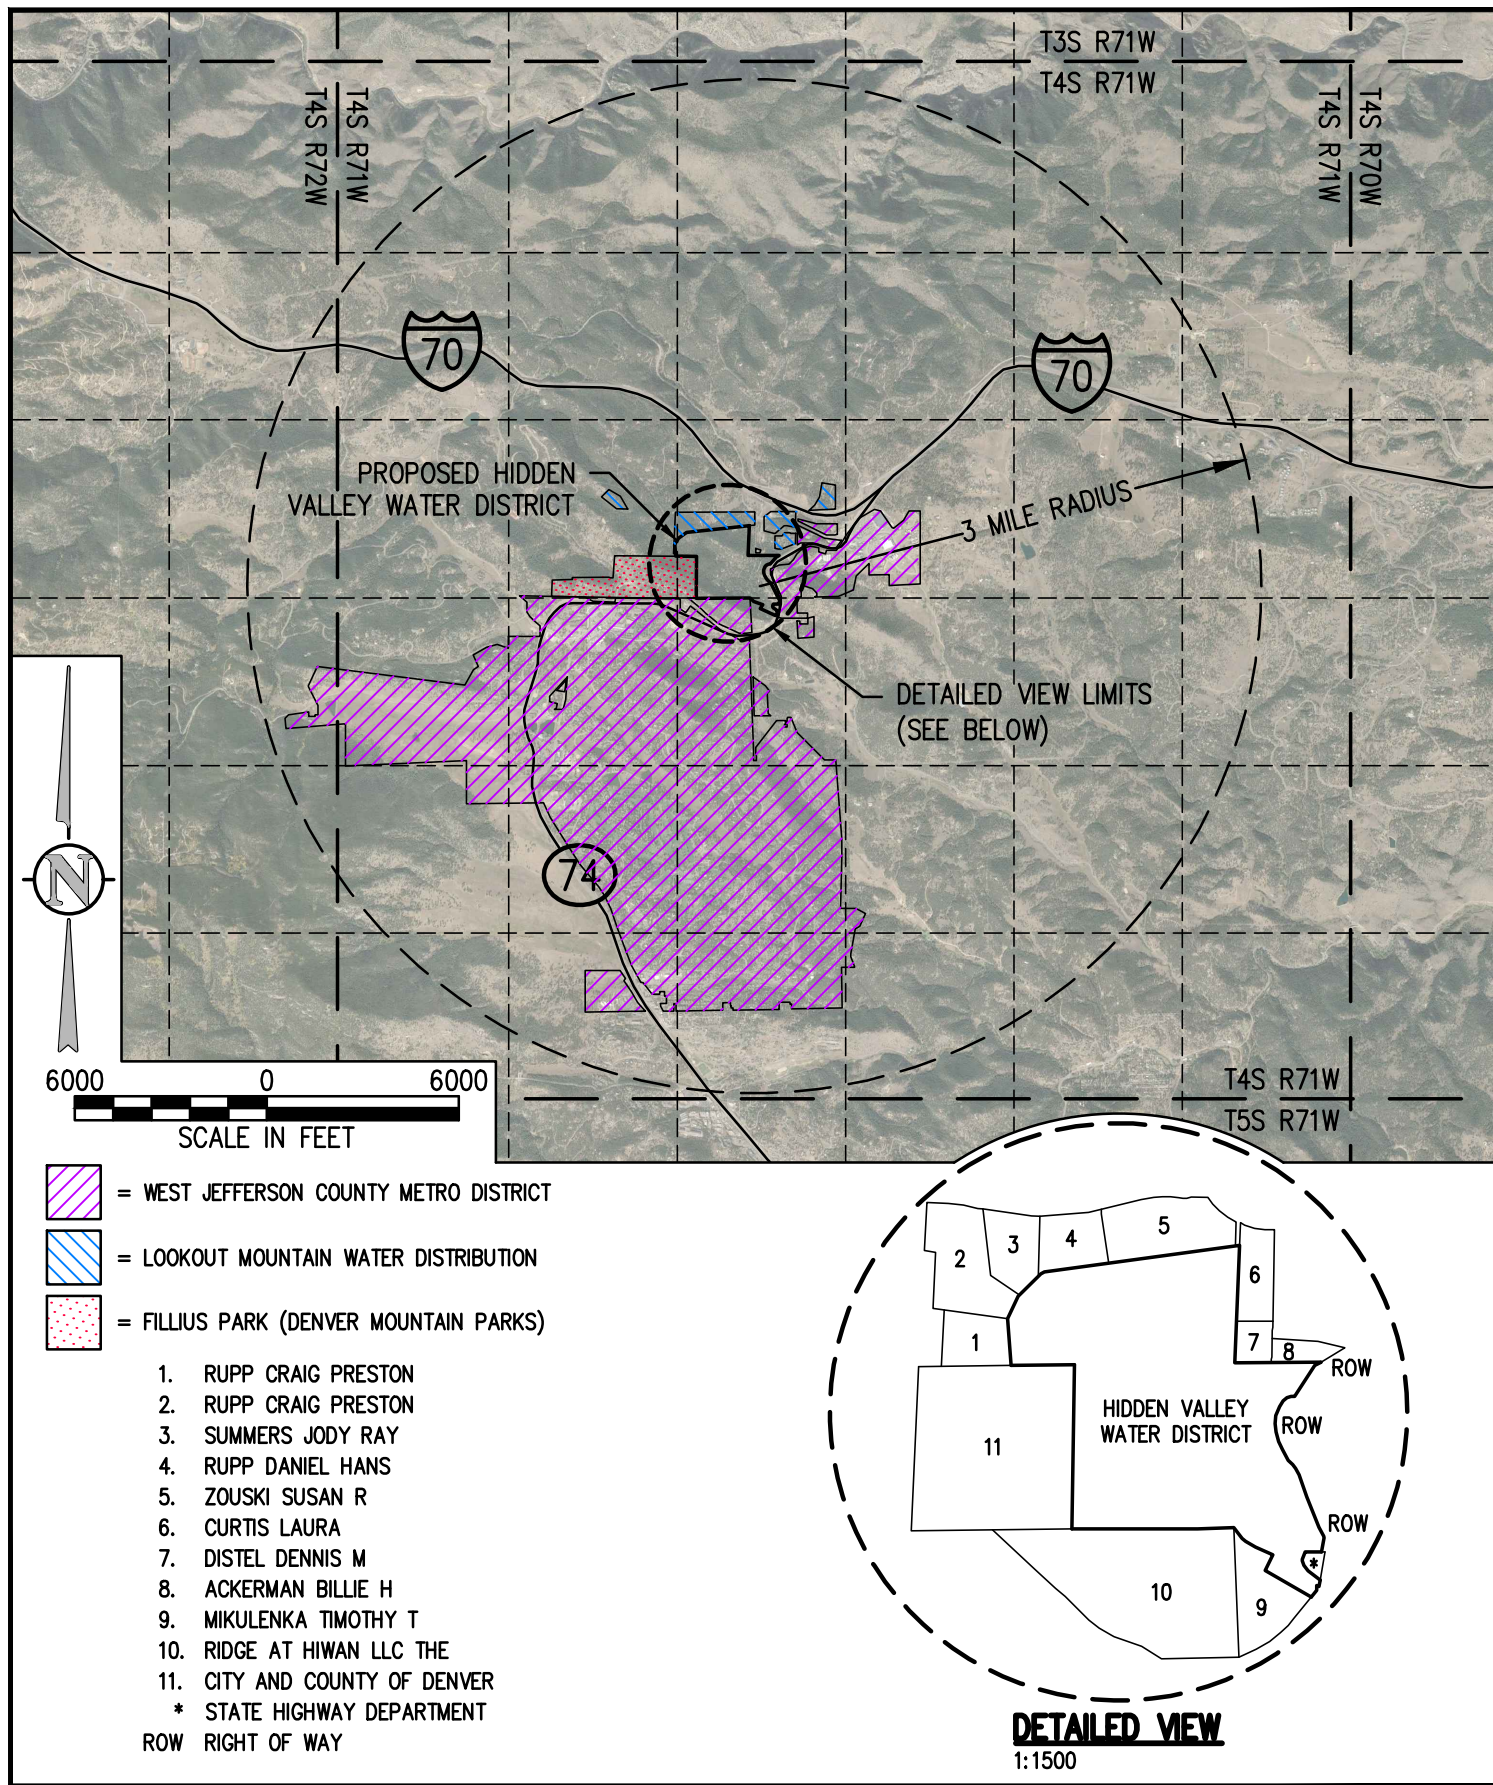 T3S R71W
T4S R71W
T4S R71W
T4S R72W
T4S R70W
T4S R71W
70
70
PROPOSED HIDDEN
VALLEY WATER DISTRICT
3 MILE RADIUS
DETAILED VIEW LIMITS
(SEE BELOW)
74
N
6000 0 6000
SCALE IN FEET
T4S R71W
T5S R71W
= WEST JEFFERSON COUNTY METRO DISTRICT
= LOOKOUT MOUNTAIN WATER DISTRIBUTION
= FILLIUS PARK (DENVER MOUNTAIN PARKS)
1. RUPP CRAIG PRESTON
2. RUPP CRAIG PRESTON
3. SUMMERS JODY RAY
4. RUPP DANIEL HANS
5. ZOUSKI SUSAN R
6. CURTIS LAURA
7. DISTEL DENNIS M
8. ACKERMAN BILLIE H
9. MIKULENKA TIMOTHY T
10. RIDGE AT HIWAN LLC THE
11. CITY AND COUNTY OF DENVER
* STATE HIGHWAY DEPARTMENT
ROW RIGHT OF WAY
5
4
3
2
6
1
7
8
ROW
HIDDEN VALLEY
WATER DISTRICT
ROW
11
ROW
*
10
9
DETAILED VIEW
1:1500